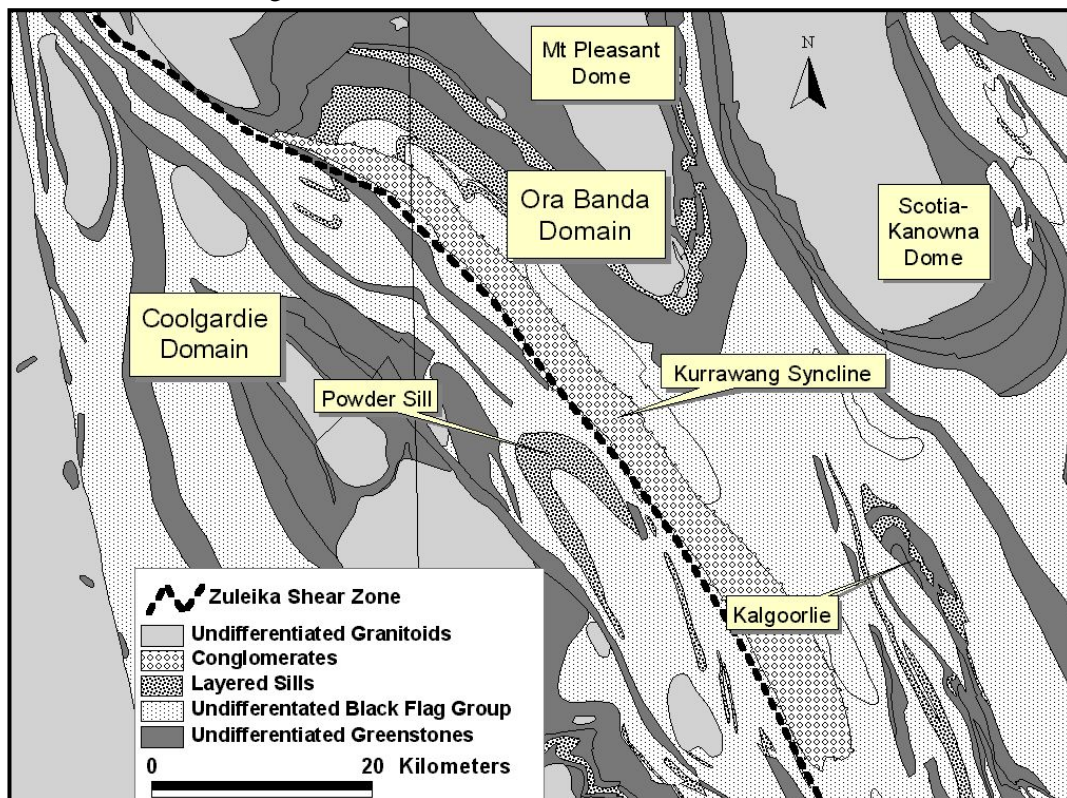 Mt Pleasant
Dome
N
Ora Banda
Domain
Scotia-
Kanowna
Dome
Coolgardie
Domain
Kurrawang Syncline
Powder Sill
Kalgoorlie
Zuleika Shear Zone
Undifferentiated Granitoids
Conglomerates
Layered Sills
Undifferentated Black Flag Group
Undifferentiated Greenstones
0 20 Kilometers